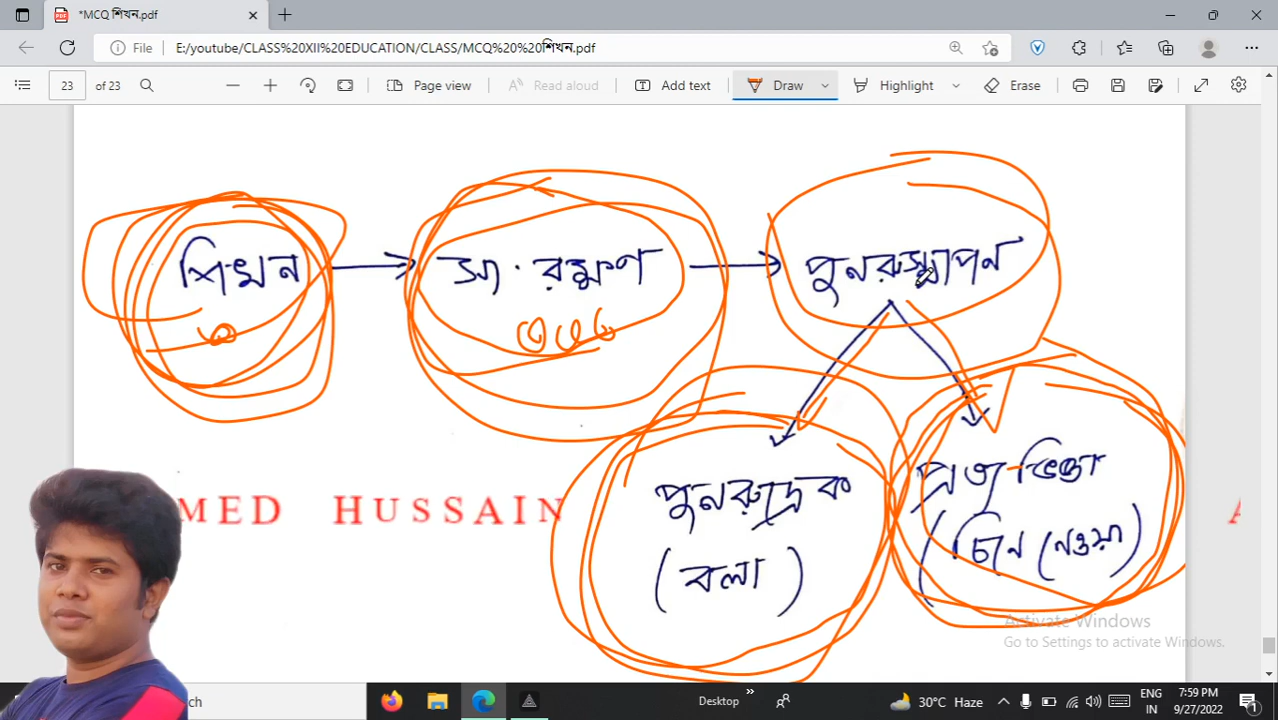 *MCQ শিখন.pdf
File E:/youtube/CLASS%20XII%20EDUCATION/CLASS/MCQ%20%20শিখন.pdf
23 of 23 Page view Read aloud Add text Draw Highlight Erase
শিখন সংরক্ষণ পুনরুস্থাপন
পুনরুদ্রেক প্রত্যভিজ্ঞা
(বলা) (চিনে নেওয়া)
MED HUSSAIN A
Activate Windows
Go to Settings to activate Windows.
rch Desktop 30°C Haze ENG IN 7:59 PM 9/27/2022